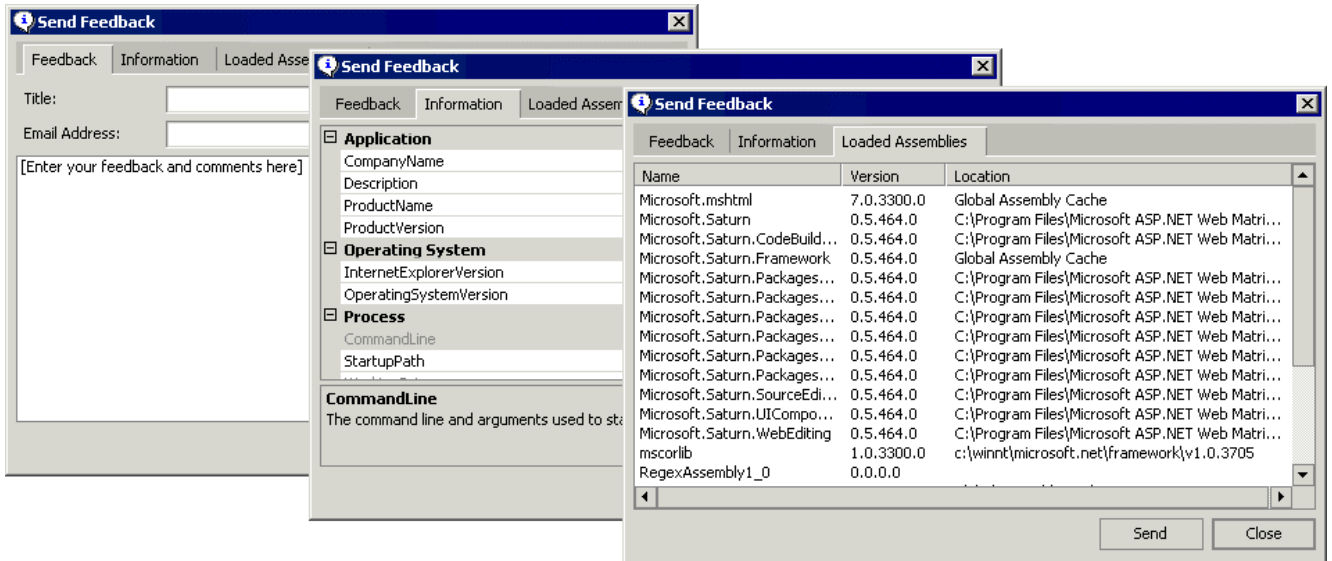 Send Feedback
Feedback Information Loaded Asse
Title:
Email Address:
[Enter your feedback and comments here]
Send Feedback
Feedback Information Loaded Assem
Application
CompanyName
Description
ProductName
ProductVersion
Operating System
InternetExplorerVersion
OperatingSystemVersion
Process
CommandLine
StartupPath
CommandLine
The command line and arguments used to sta
Send Feedback
Feedback Information Loaded Assemblies
Name Version Location
Microsoft.mshtml 7.0.3300.0 Global Assembly Cache
Microsoft.Saturn 0.5.464.0 C:\Program Files\Microsoft ASP.NET Web Matri...
Microsoft.Saturn.CodeBuild... 0.5.464.0 C:\Program Files\Microsoft ASP.NET Web Matri...
Microsoft.Saturn.Framework 0.5.464.0 Global Assembly Cache
Microsoft.Saturn.Packages... 0.5.464.0 C:\Program Files\Microsoft ASP.NET Web Matri...
Microsoft.Saturn.Packages... 0.5.464.0 C:\Program Files\Microsoft ASP.NET Web Matri...
Microsoft.Saturn.Packages... 0.5.464.0 C:\Program Files\Microsoft ASP.NET Web Matri...
Microsoft.Saturn.Packages... 0.5.464.0 C:\Program Files\Microsoft ASP.NET Web Matri...
Microsoft.Saturn.Packages... 0.5.464.0 C:\Program Files\Microsoft ASP.NET Web Matri...
Microsoft.Saturn.Packages... 0.5.464.0 C:\Program Files\Microsoft ASP.NET Web Matri...
Microsoft.Saturn.SourceEdi... 0.5.464.0 C:\Program Files\Microsoft ASP.NET Web Matri...
Microsoft.Saturn.UICompo... 0.5.464.0 C:\Program Files\Microsoft ASP.NET Web Matri...
Microsoft.Saturn.WebEditing 0.5.464.0 C:\Program Files\Microsoft ASP.NET Web Matri...
mscorlib 1.0.3300.0 c:\winnt\microsoft.net\framework\v1.0.3705
RegexAssembly1_0 0.0.0.0
Send Close